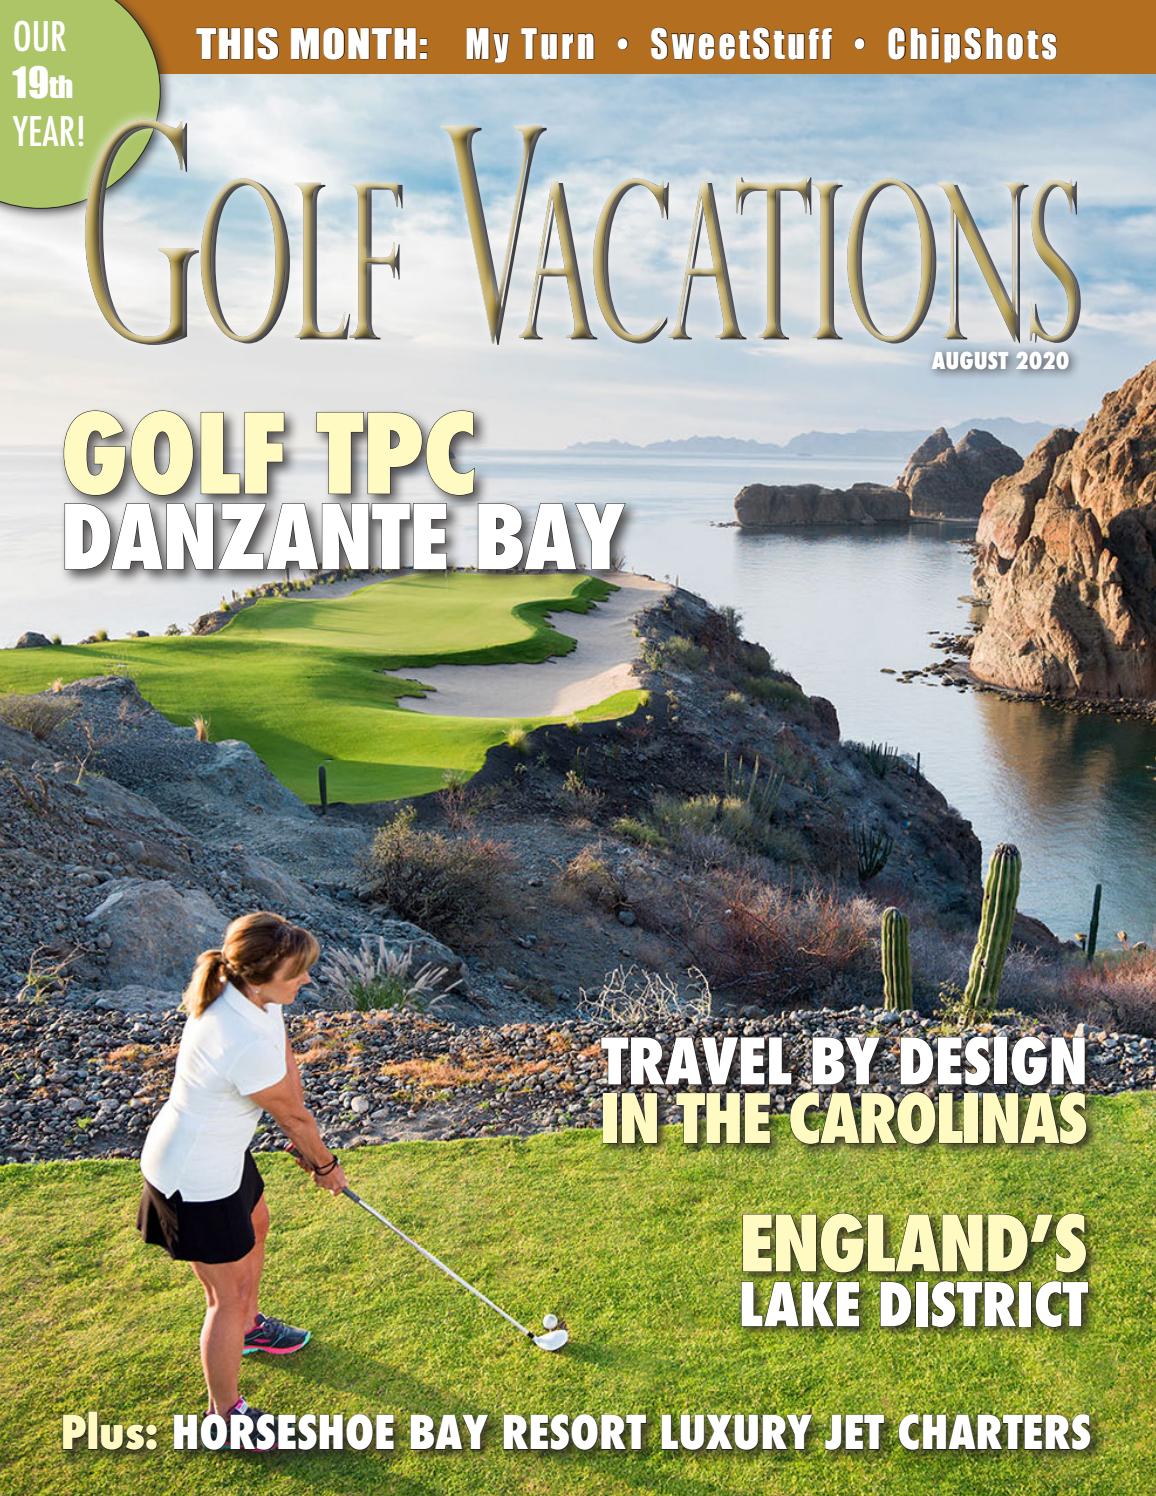 OUR
19th
YEAR!
THIS MONTH: My Turn • SweetStuff • ChipShots
GOLF VACATIONS
AUGUST 2020
GOLF TPC
DANZANTE BAY
TRAVEL BY DESIGN
IN THE CAROLINAS
ENGLAND'S
LAKE DISTRICT
Plus: HORSESHOE BAY RESORT LUXURY JET CHARTERS